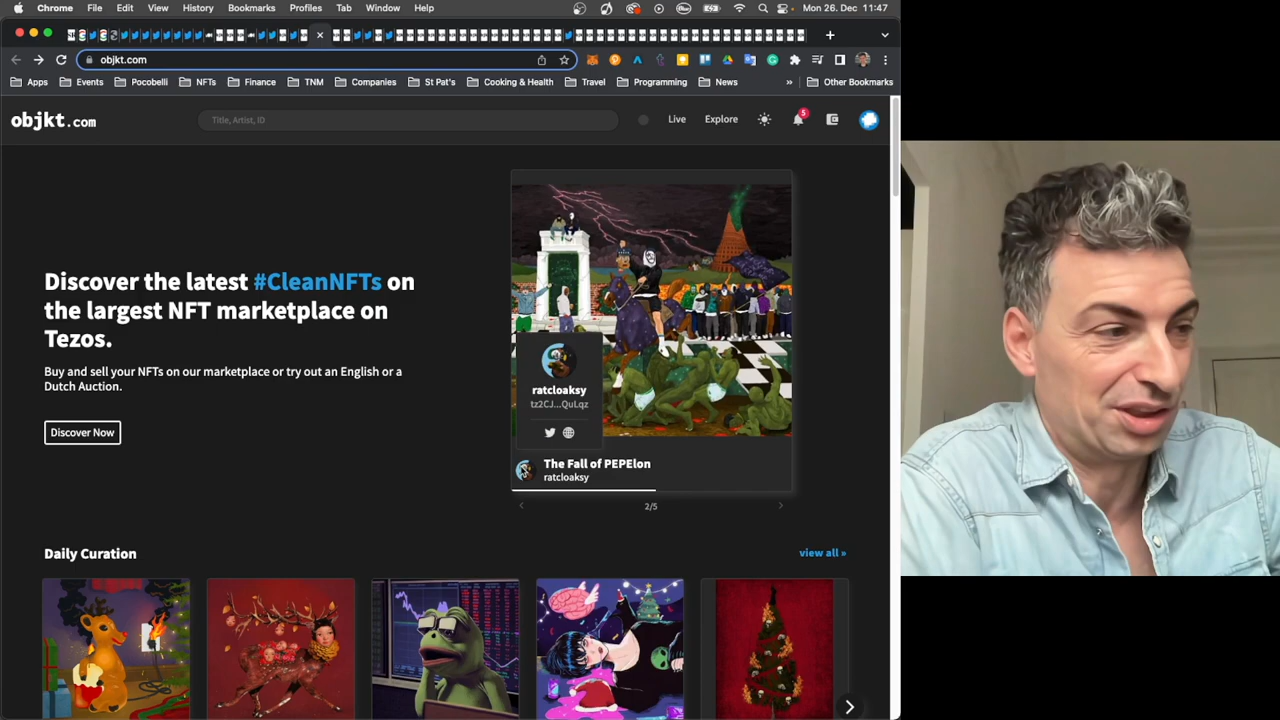 Chrome File Edit View History Bookmarks Profiles Tab Window Help Mon 26. Dec 11:47
objkt.com
Apps Events Pocobelli NFTs Finance TNM Companies St Pat's Cooking & Health Travel Programming News » Other Bookmarks
objkt.com Title, Artist, ID Live Explore 5
Discover the latest #CleanNFTs on
the largest NFT marketplace on
Tezos.
Buy and sell your NFTs on our marketplace or try out an English or a
Dutch Auction.
Discover Now
ratcloaksy
tz2CJ...QuLqz
The Fall of PEPElon
ratcloaksy
2/5
Daily Curation view all »